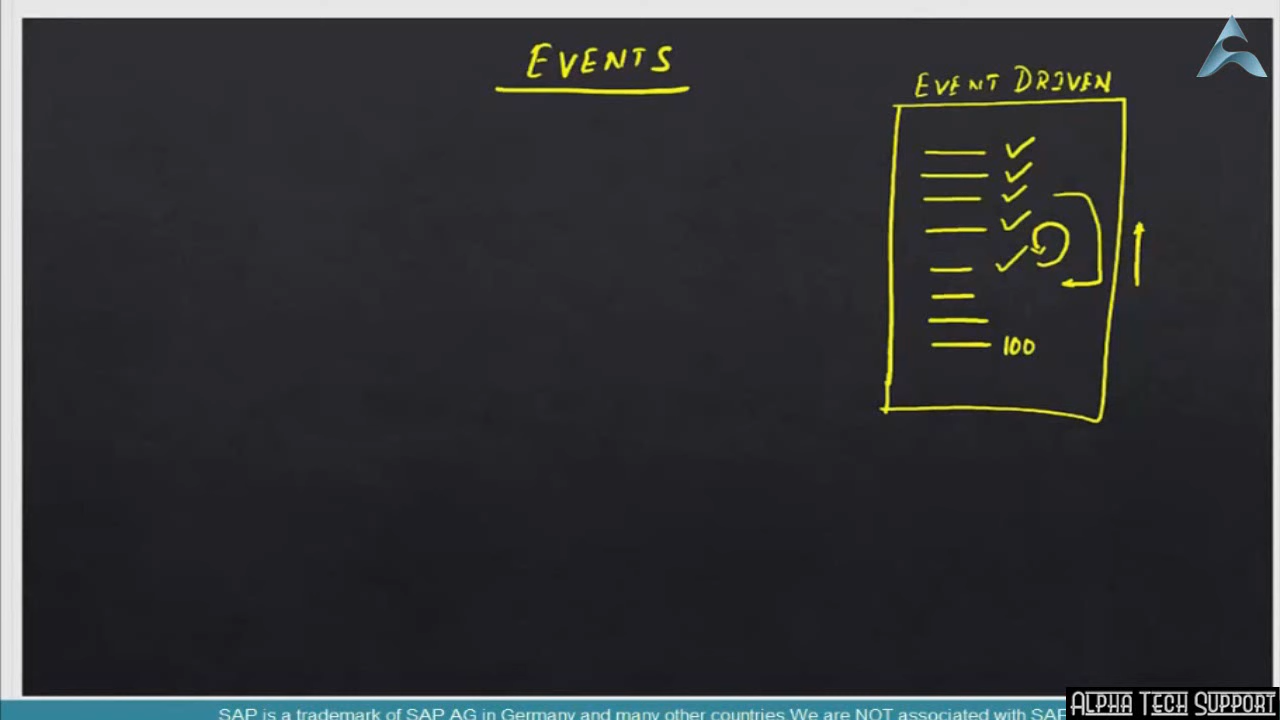 EVENTS
EVENT DRIVEN
100
SAP is a trademark of SAP AG in Germany and many other countries We are NOT associated with SAP
ALPHA TECH SUPPORT